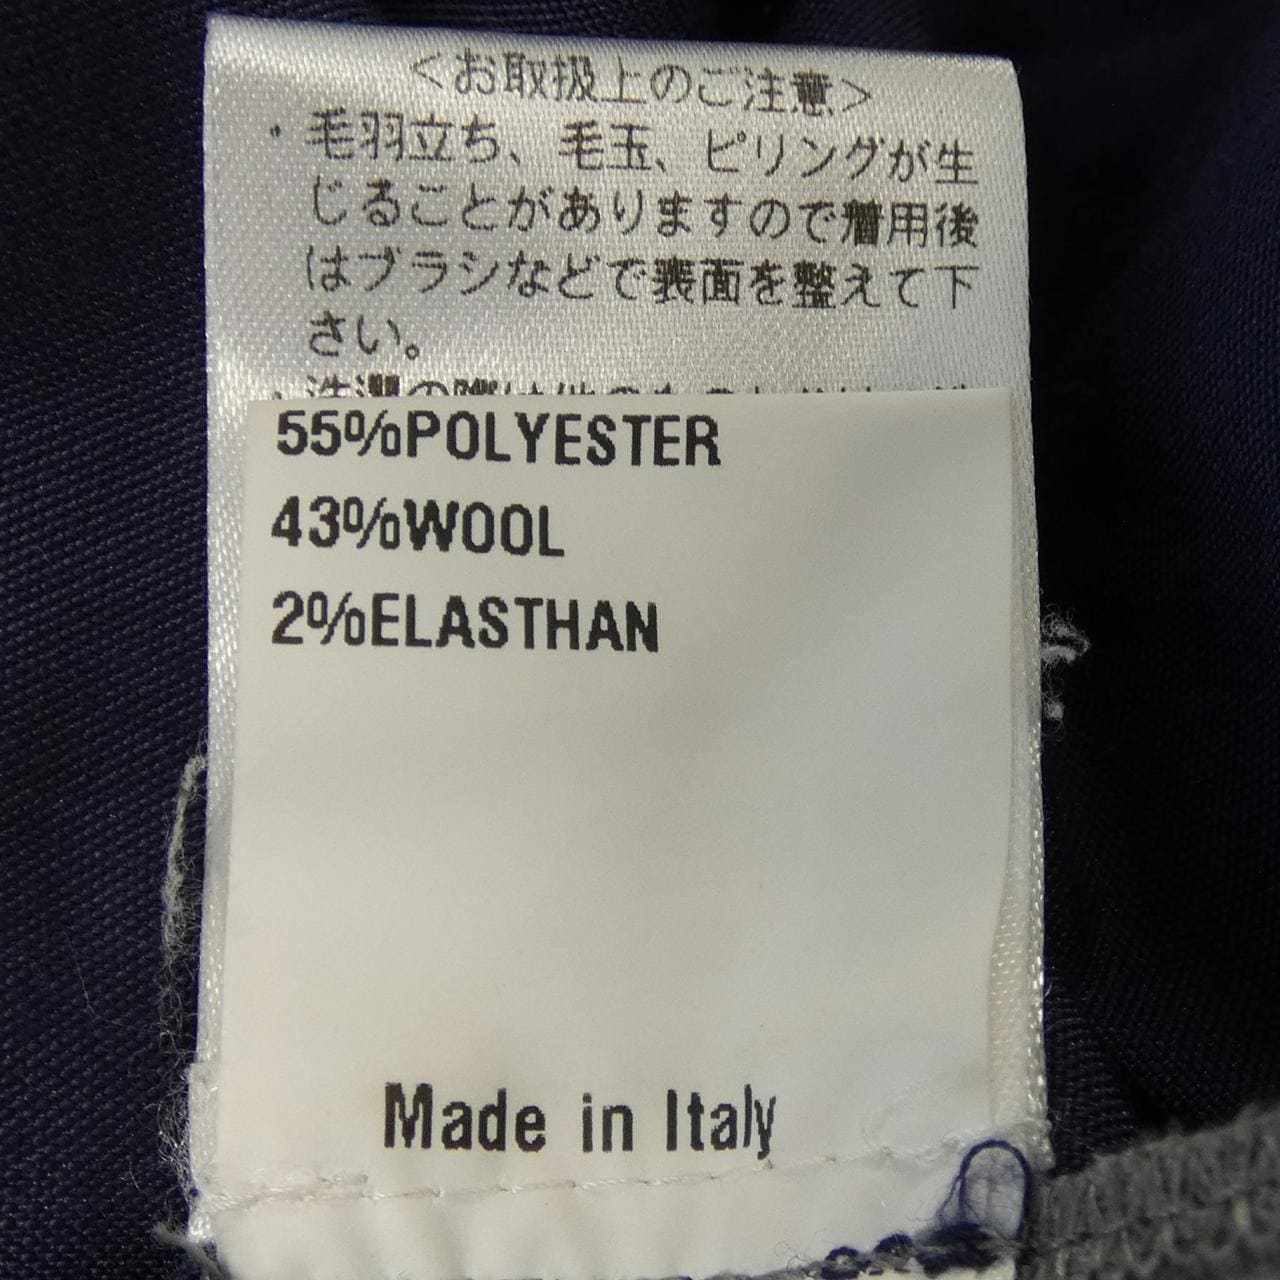 <お取扱上のご注意>
・毛羽立ち、毛玉、ピリングが生
じることがありますので着用後
はブラシなどで表面を整えて下
さい。
55%POLYESTER
43%WOOL
2%ELASTHAN
Made in Italy